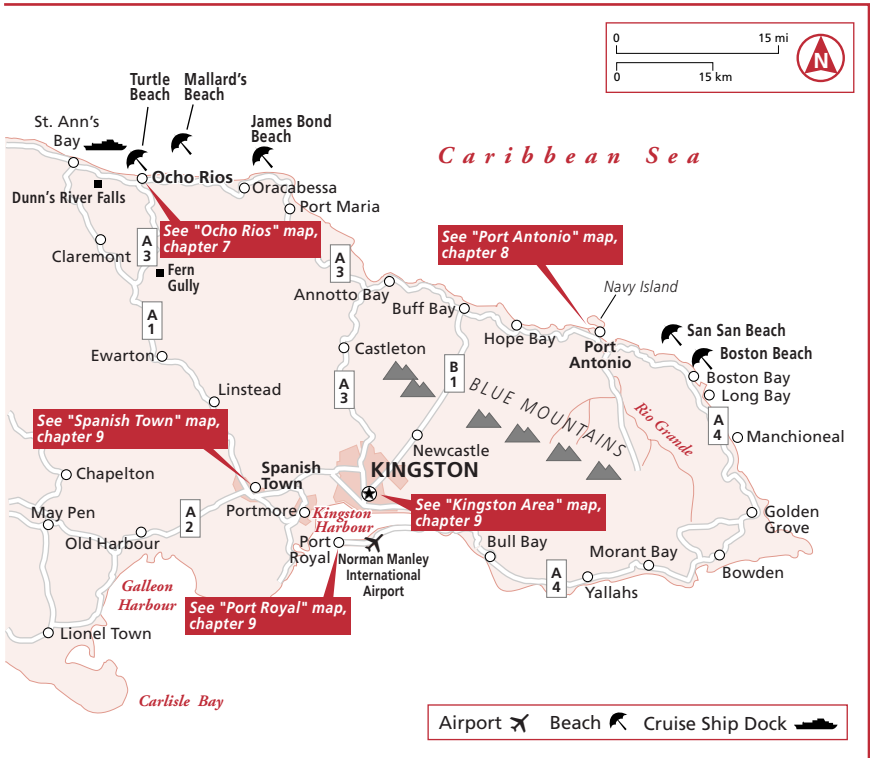 0 15 mi
0 15 km
N
Turtle
Beach
Mallard's
Beach
St. Ann's
Bay
James Bond
Beach
Caribbean Sea
Ocho Rios
Oracabessa
Dunn's River Falls
Port Maria
See "Ocho Rios" map,
chapter 7
See "Port Antonio" map,
chapter 8
Claremont
A
3
Fern
Gully
A
3
Navy Island
Annotto Bay
Buff Bay
A
1
Hope Bay
Port
Antonio
San San Beach
Boston Beach
Ewarton
Castleton
B
1
Boston Bay
Long Bay
Linstead
A
3
BLUE MOUNTAINS
Rio Grande
A
4
Manchioneal
See "Spanish Town" map,
chapter 9
Newcastle
Chapelton
Spanish
Town
KINGSTON
May Pen
A
2
Portmore
Kingston
Harbour
See "Kingston Area" map,
chapter 9
Golden
Grove
Old Harbour
Port
Royal
Norman Manley
International
Airport
Bull Bay
Morant Bay
Bowden
A
4
Yallahs
Galleon
Harbour
See "Port Royal" map,
chapter 9
Lionel Town
Carlisle Bay
Airport Beach Cruise Ship Dock